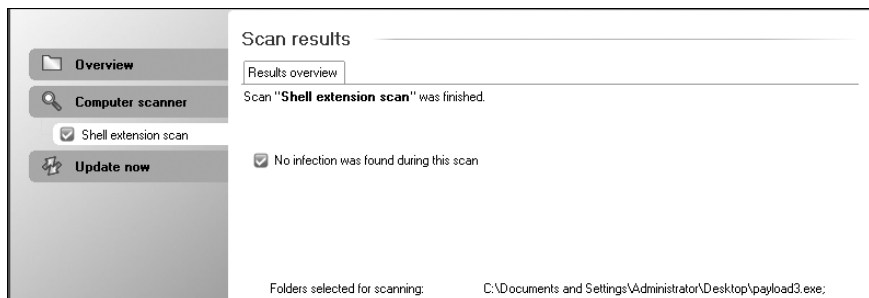 Scan results
Overview
Results overview
Computer scanner
Scan "Shell extension scan" was finished.
Shell extension scan
No infection was found during this scan
Update now
Folders selected for scanning: C:\Documents and Settings\Administrator\Desktop\payload3.exe;